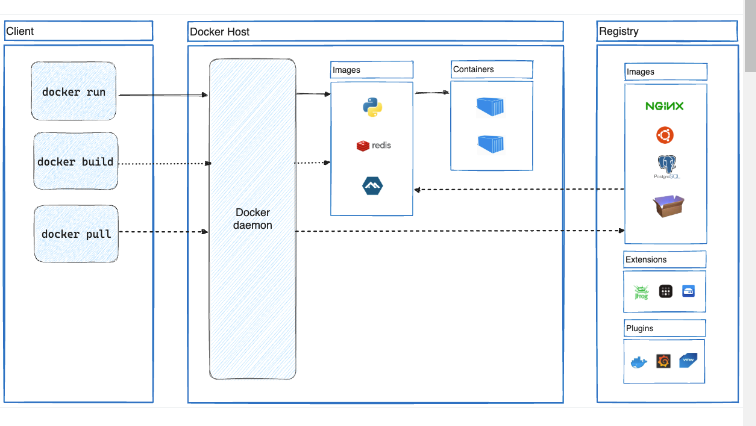 Client
docker run
docker build
docker pull
Docker Host
Docker
daemon
Images
redis
Containers
Registry
Images
NGINX
PostgreSQL
Extensions
JFrog
Plugins